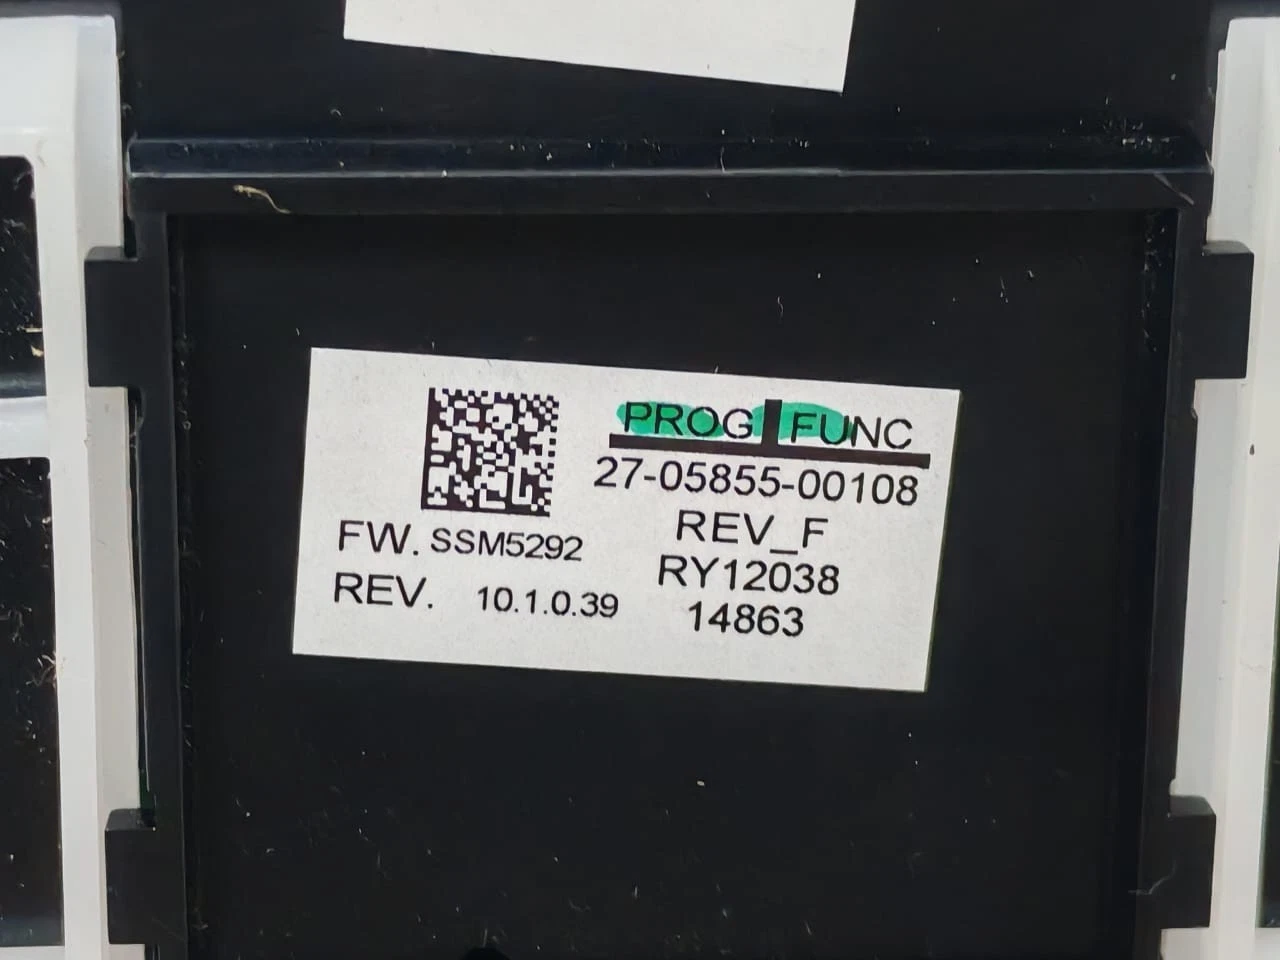 PROG FUNC
27-05855-00108
REV_F
RY12038
14863
FW. SSM5292
REV. 10.1.0.39